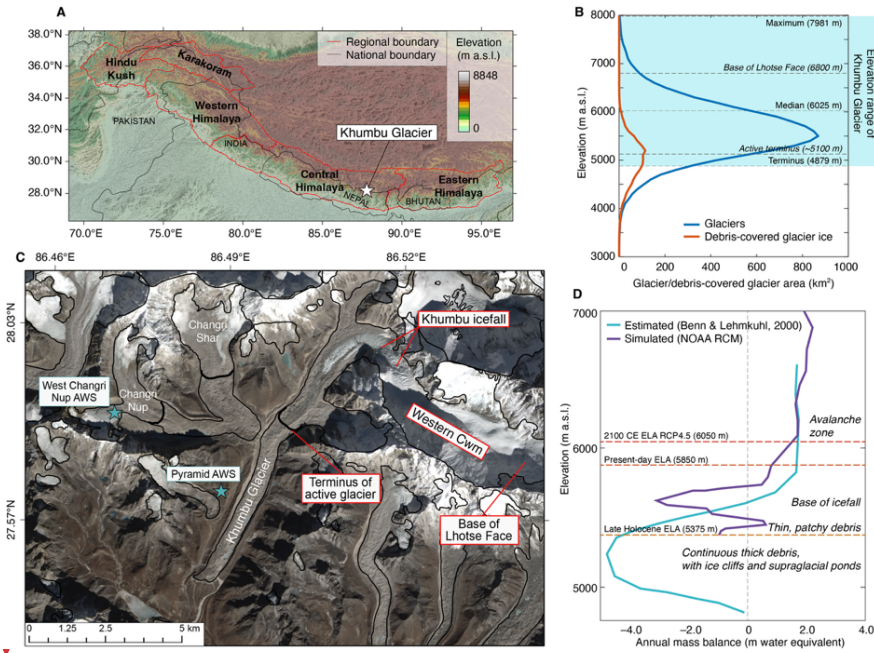 A
38.0°N
36.0°N
34.0°N
32.0°N
30.0°N
28.0°N
70.0°E
75.0°E
80.0°E
85.0°E
90.0°E
95.0°E
Regional boundary
National boundary
Elevation
(m a.s.l.)
8848
0
Hindu
Kush
Karakoram
Western
Himalaya
PAKISTAN
INDIA
Khumbu Glacier
Central
Himalaya
NEPAL
Eastern
Himalaya
BHUTAN
B
8000
7000
6000
5000
4000
3000
Elevation (m a.s.l.)
Maximum (7981 m)
Base of Lhotse Face (6800 m)
Median (6025 m)
Active terminus (~5100 m)
Terminus (4879 m)
Elevation range of
Khumbu Glacier
Glaciers
Debris-covered glacier ice
0
200
400
600
800
1000
Glacier/debris-covered glacier area (km²)
C
86.46°E
86.49°E
86.52°E
28.03°N
27.57°N
Changri
Shar
Khumbu icefall
West Changri
Nup AWS
Changri
Nup
Western Cwm
Pyramid AWS
Khumbu Glacier
Terminus of
active glacier
Base of
Lhotse Face
0
1.25
2.5
5 km
D
7000
6000
5000
Elevation (m a.s.l.)
Estimated (Benn & Lehmkuhl, 2000)
Simulated (NOAA RCM)
Avalanche
zone
2100 CE ELA RCP4.5 (6050 m)
Present-day ELA (5850 m)
Base of icefall
Late Holocene ELA (5375 m)
Thin, patchy debris
Continuous thick debris,
with ice cliffs and supraglacial ponds
−4.0
−2.0
0
2.0
4.0
Annual mass balance (m water equivalent)